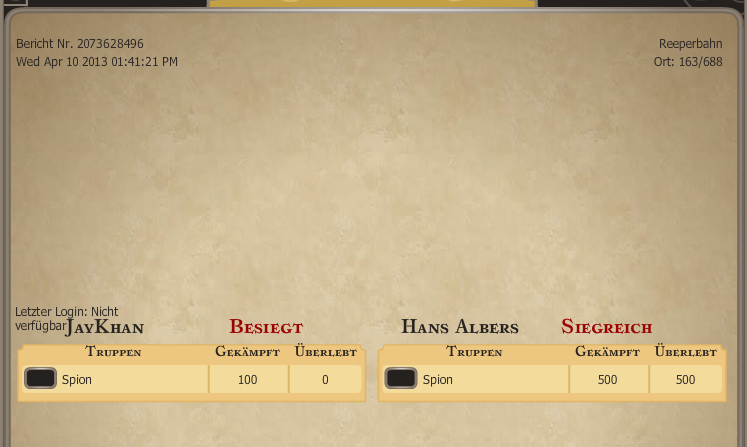 Bericht Nr. 2073628496
Reeperbahn
Wed Apr 10 2013 01:41:21 PM
Ort: 163/688
Letzter Login: Nicht
verfügbar
JayKhan Besiegt
Hans Albers Siegreich
Truppen Gekämpft Überlebt
Truppen Gekämpft Überlebt
Spion 100 0
Spion 500 500